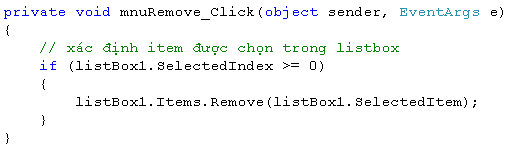 private void mnuRemove_Click(object sender, EventArgs e)
{
// xác định item được chọn trong listbox
if (listBox1.SelectedIndex >= 0)
{
listBox1.Items.Remove(listBox1.SelectedItem);
}
}